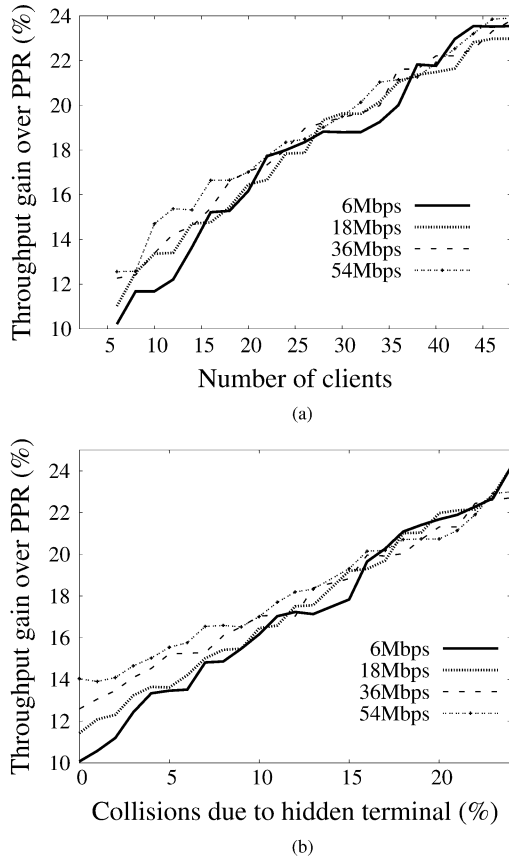 Throughput gain over PPR (%)
24
22
20
18
16
14
12
10
6Mbps
18Mbps
36Mbps
54Mbps
5 10 15 20 25 30 35 40 45
Number of clients
(a)
Throughput gain over PPR (%)
24
22
20
18
16
14
12
10
6Mbps
18Mbps
36Mbps
54Mbps
0 5 10 15 20
Collisions due to hidden terminal (%)
(b)